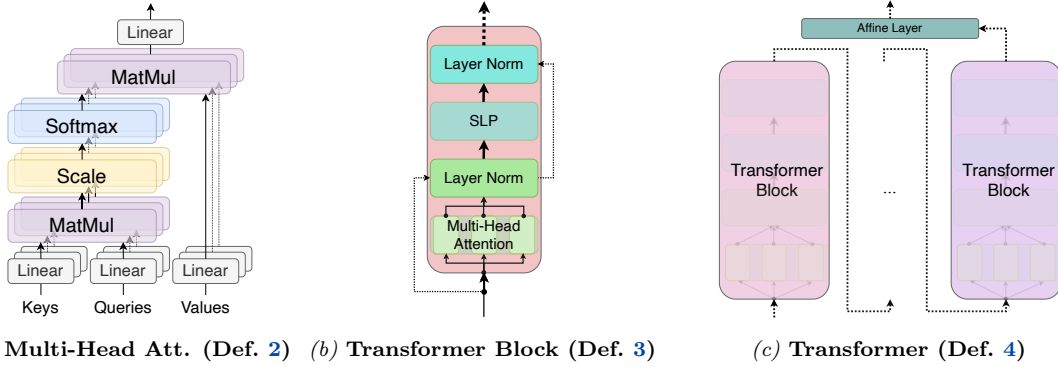 Linear
MatMul
Softmax
Scale
MatMul
Linear Linear Linear
Keys Queries Values
Multi-Head Att. (Def. 2)
Layer Norm
SLP
Layer Norm
Multi-Head
Attention
(b) Transformer Block (Def. 3)
Affine Layer
Transformer
Block
...
Transformer
Block
(c) Transformer (Def. 4)